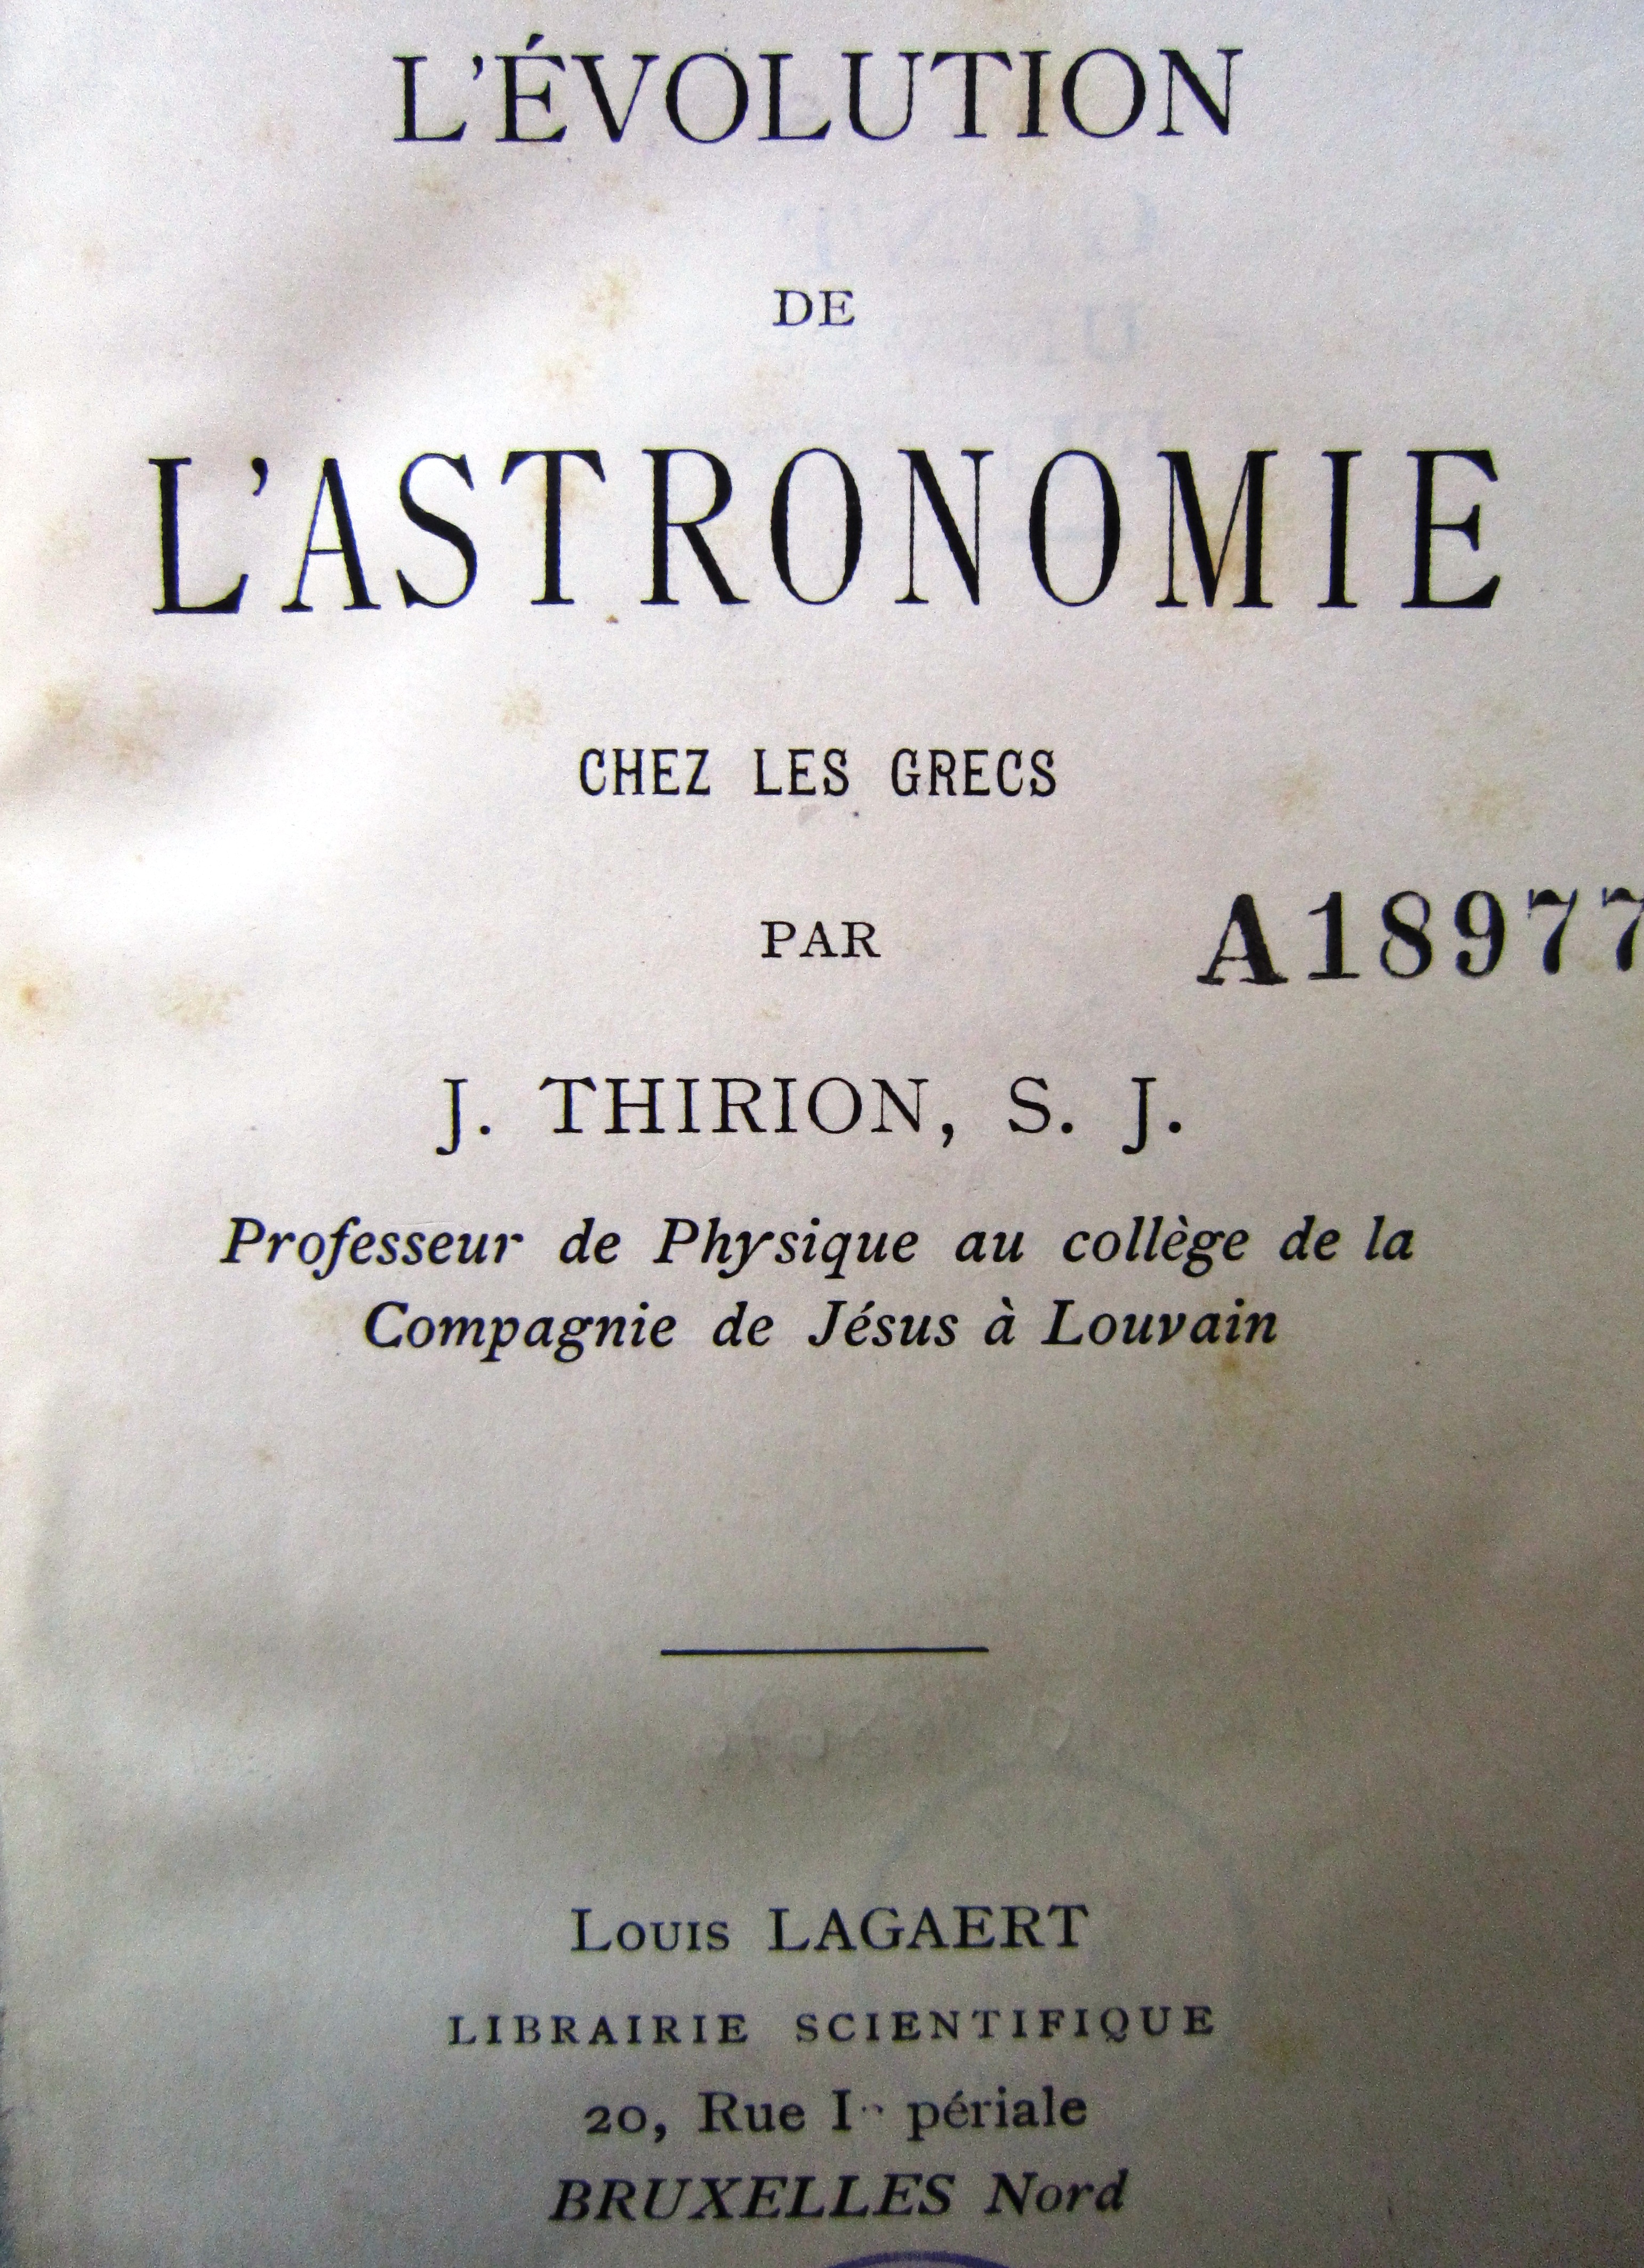 L'ÉVOLUTION
DE
L'ASTRONOMIE
CHEZ LES GRECS
PAR
A18977
J. THIRION, S. J.
Professeur de Physique au collège de la
Compagnie de Jésus à Louvain
Louis LAGAERT
LIBRAIRIE SCIENTIFIQUE
20, Rue
BRUXELLES Nord